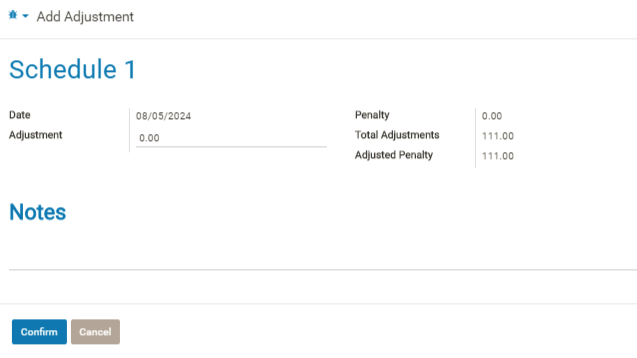 Add Adjustment
Schedule 1
Date 08/05/2024 Penalty 0.00
Adjustment 0.00 Total Adjustments 111.00
Adjusted Penalty 111.00
Notes
Confirm Cancel